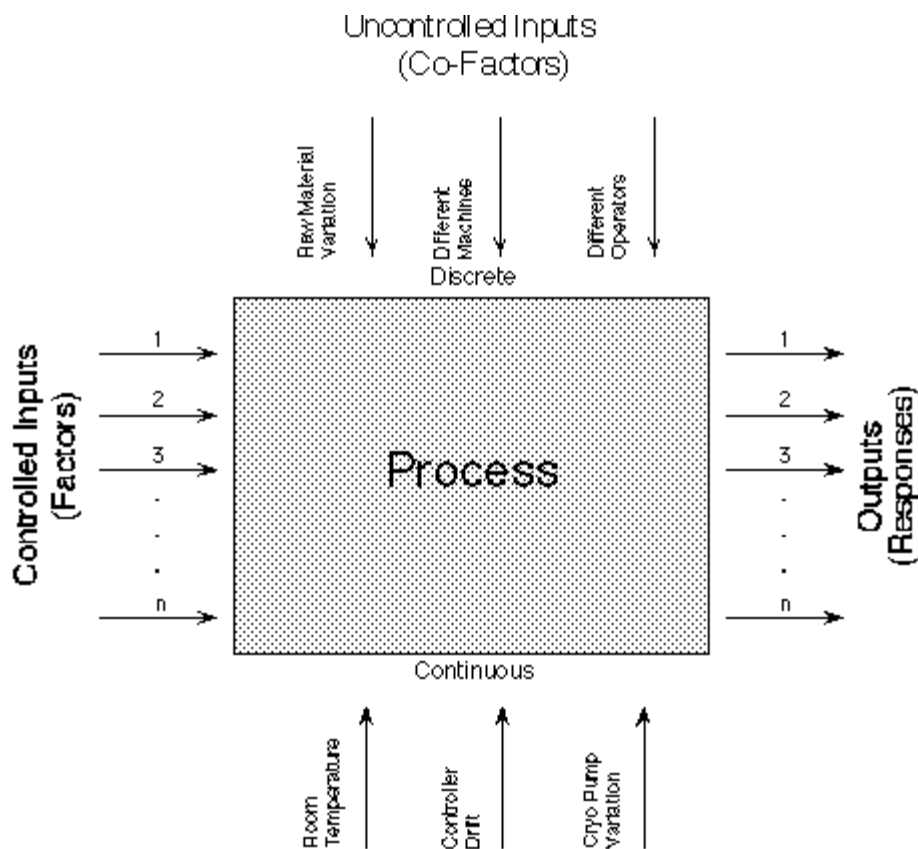 Uncontrolled Inputs
(Co-Factors)
Raw Material
Variation
Different
Machines
Different
Operators
Discrete
Controlled Inputs
(Factors)
1
2
3
.
.
.
n
Process
1
2
3
.
.
.
n
Outputs
(Responses)
Continuous
Room
Temperature
Controller
Drift
Cryo Pump
Variation